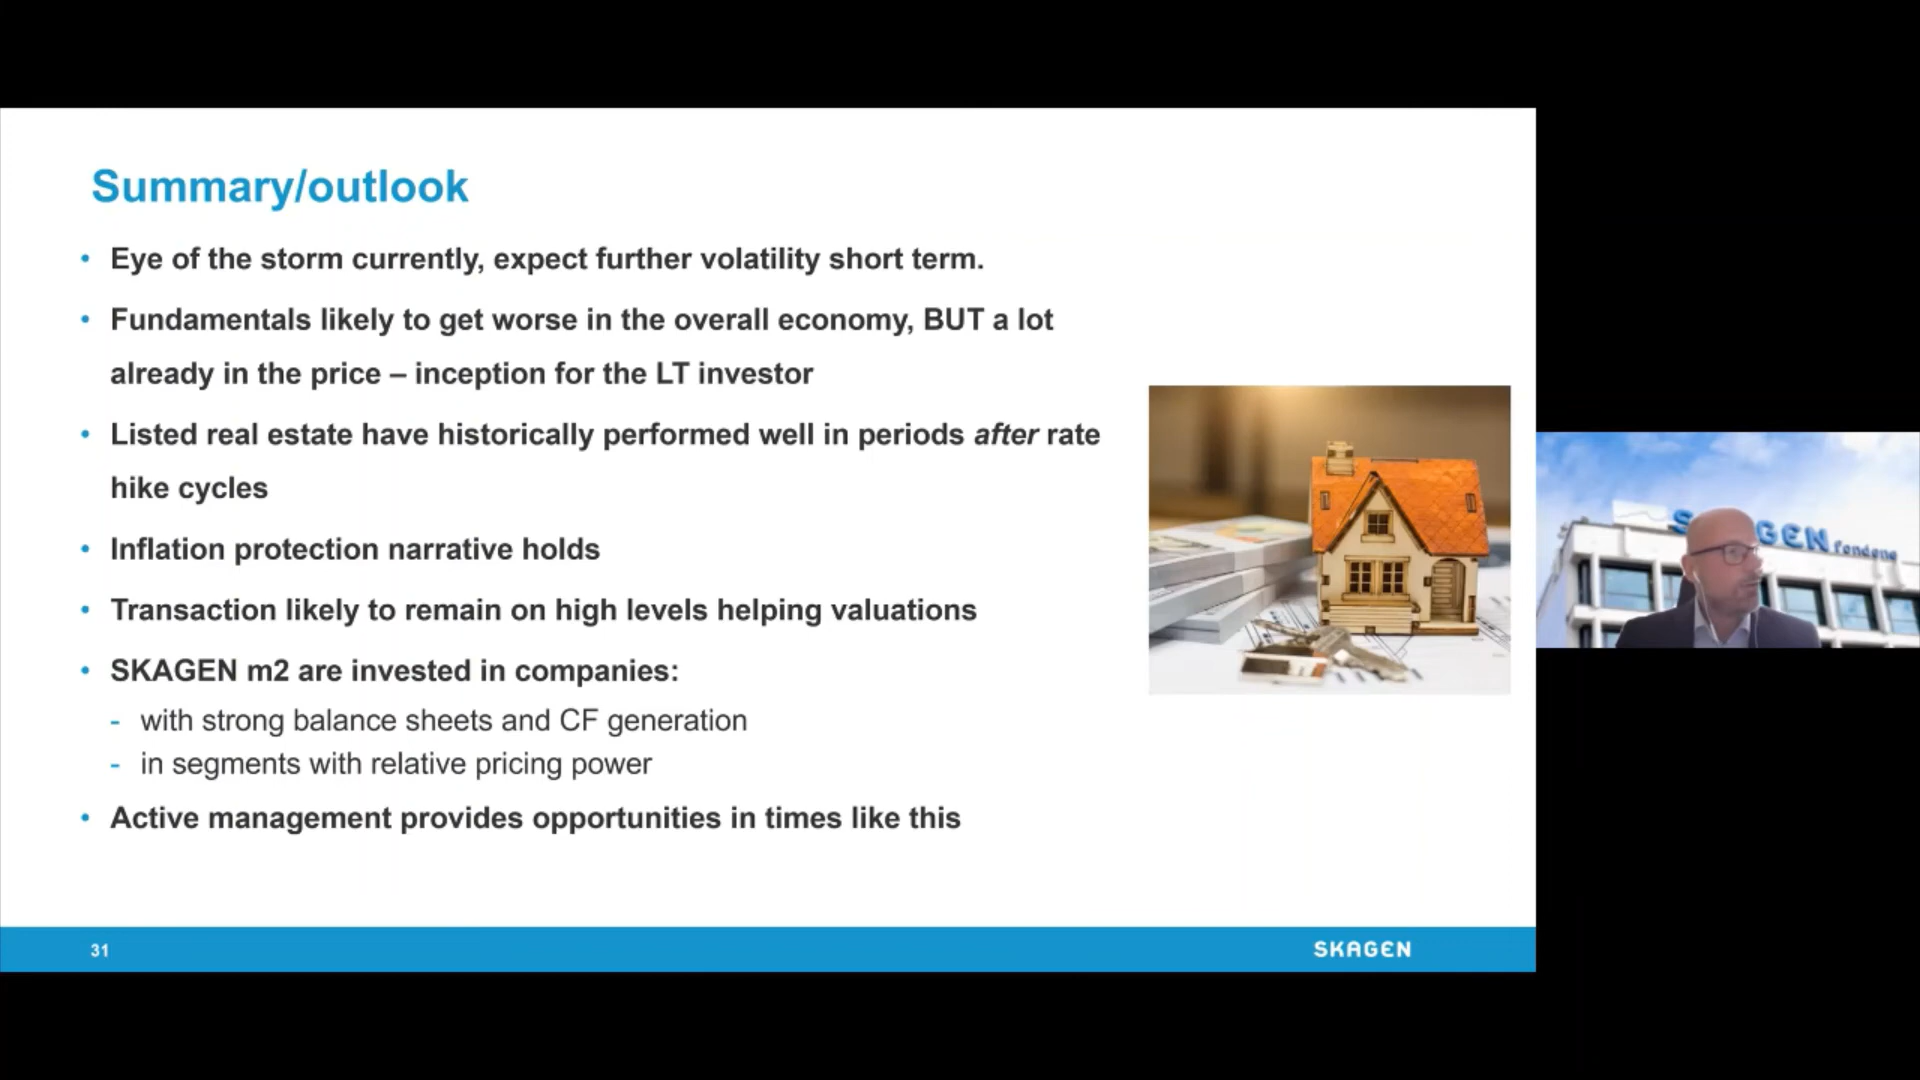 Summary/outlook
• Eye of the storm currently, expect further volatility short term.
• Fundamentals likely to get worse in the overall economy, BUT a lot
already in the price – inception for the LT investor
• Listed real estate have historically performed well in periods after rate
hike cycles
• Inflation protection narrative holds
• Transaction likely to remain on high levels helping valuations
• SKAGEN m2 are invested in companies:
- with strong balance sheets and CF generation
- in segments with relative pricing power
• Active management provides opportunities in times like this
31
SKAGEN
GEN fondene